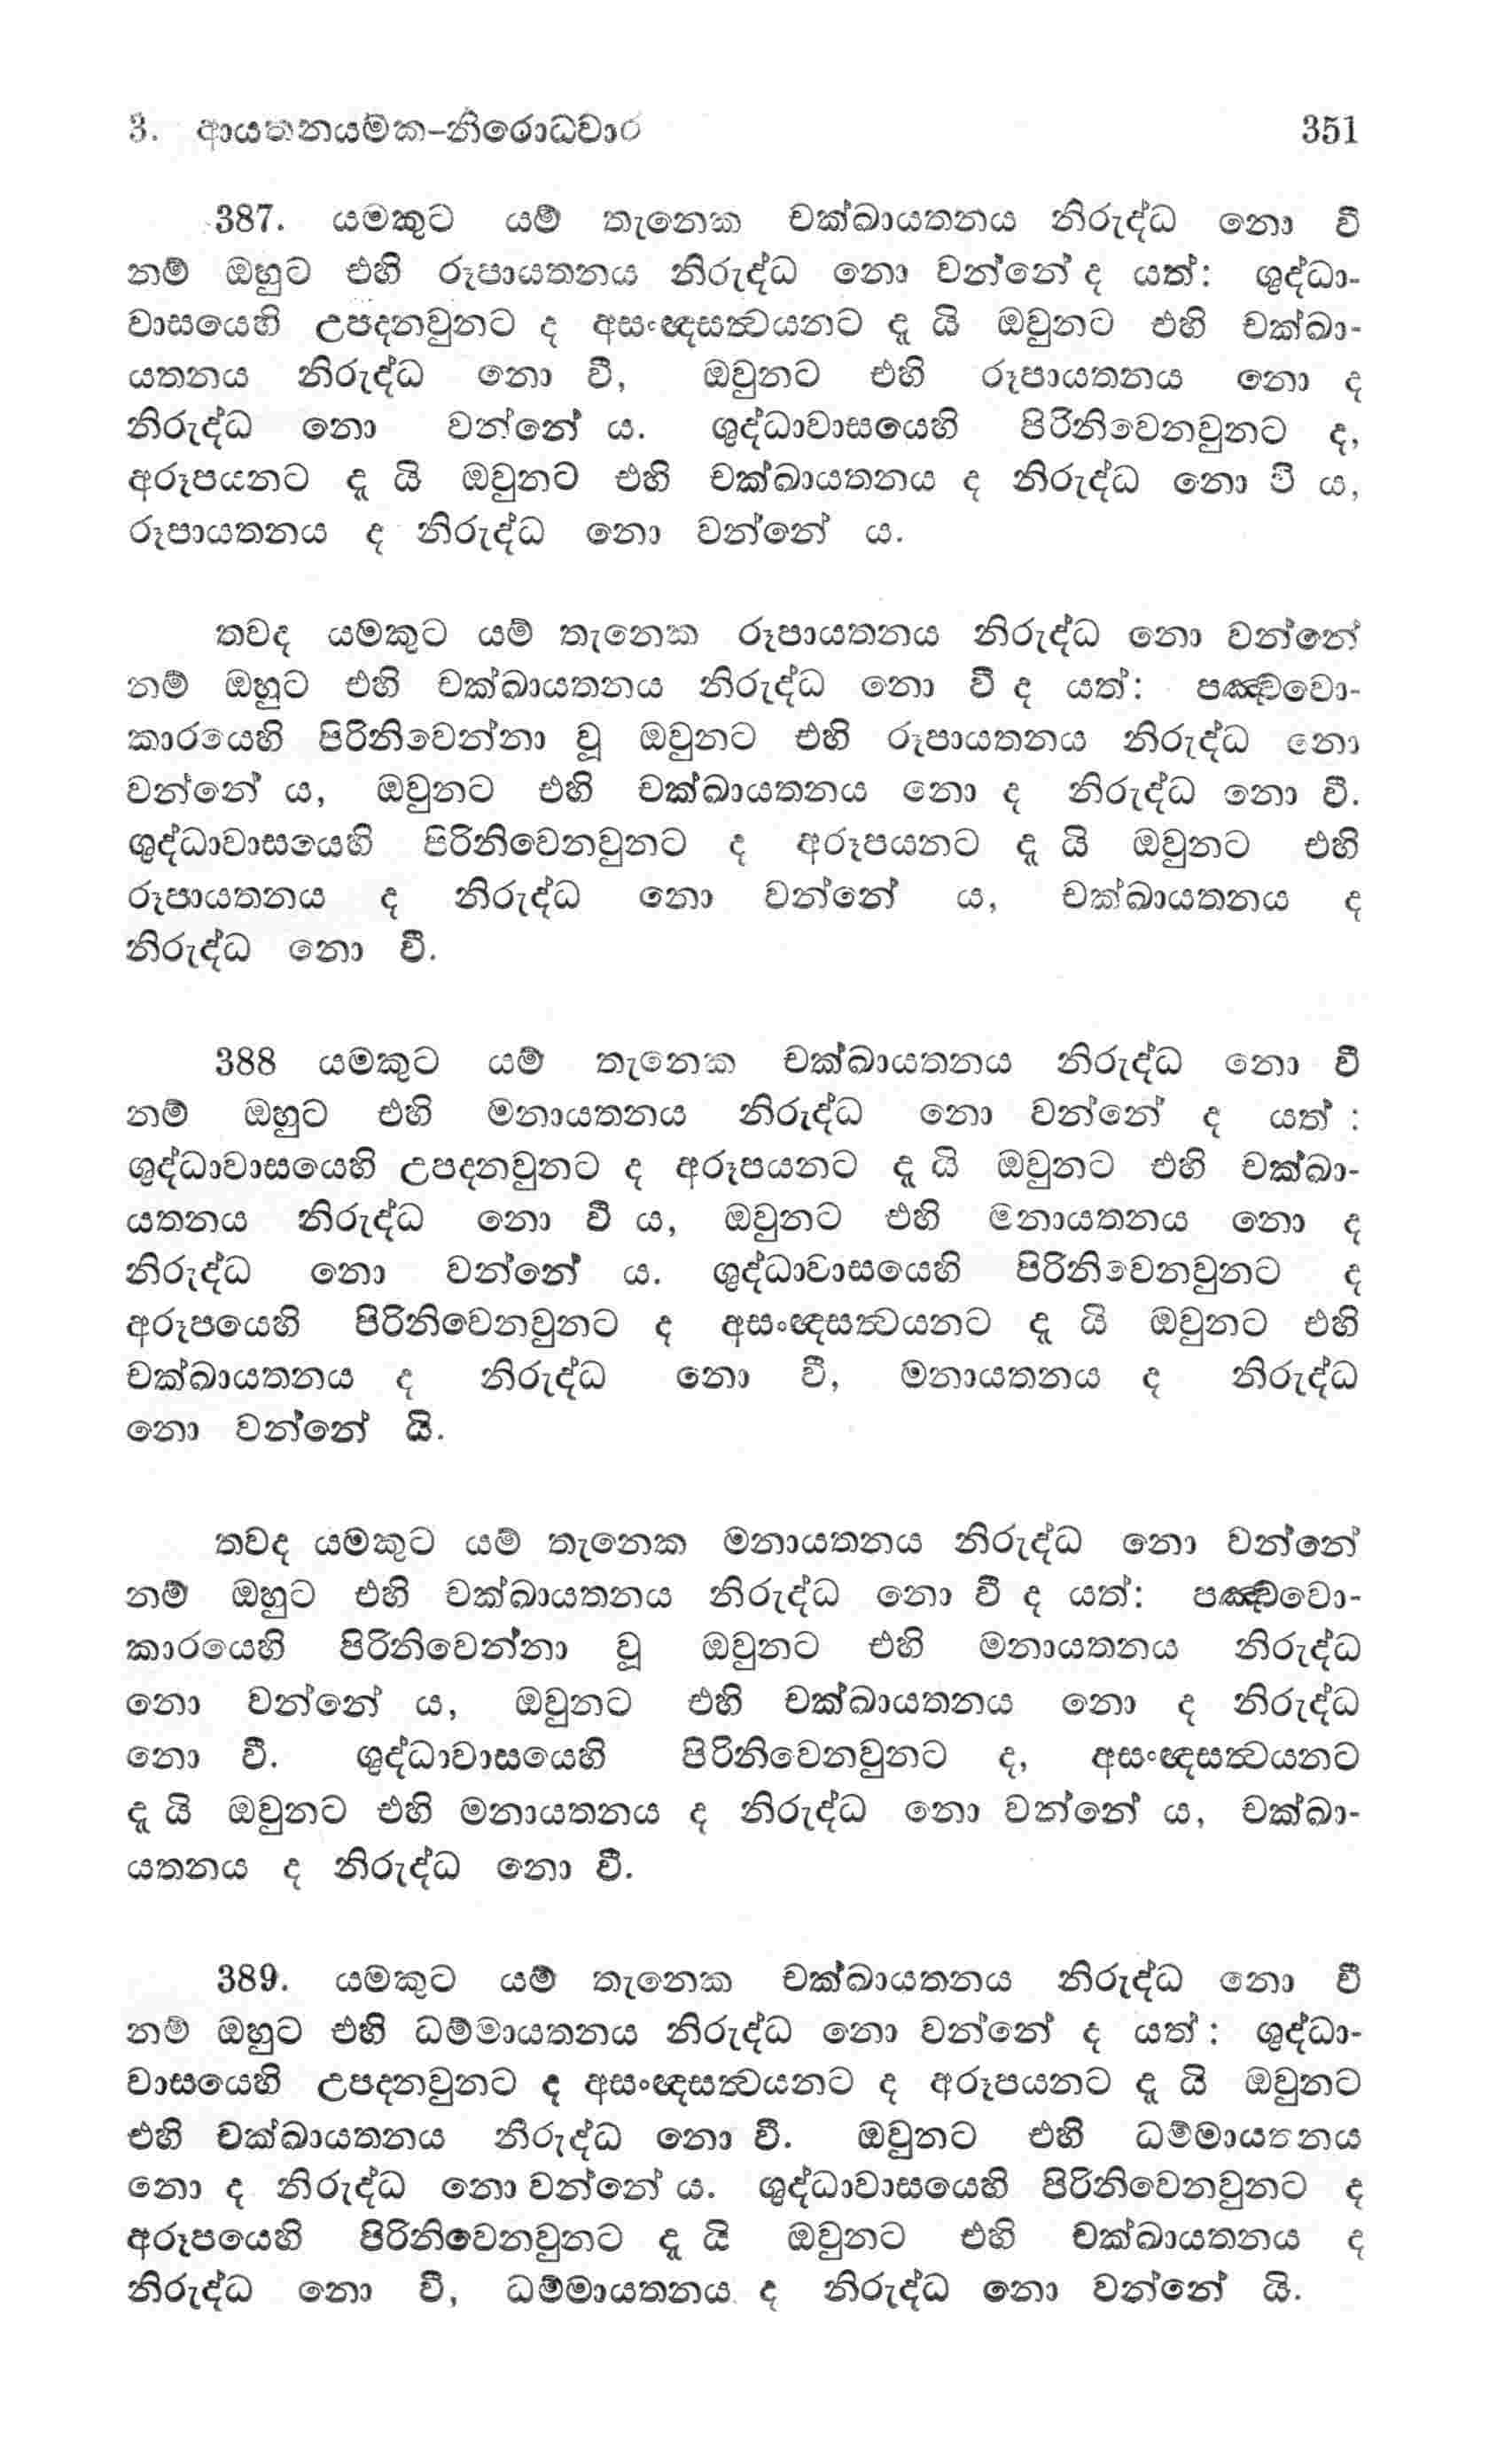 3. ආයතනයමක-නිරොධවාර 351
387. යමකුට යම් තැනෙක චක්ඛායතනය නිරුද්ධ නො වී
නම් ඔහුට එහි රූපායතනය නිරුද්ධ නො වන්නේ ද යත්: ශුද්ධා-
වාසයෙහි උපදනවුනට ද අසංඥසත්‍වයනට ද යි ඔවුනට එහි චක්ඛා-
යතනය නිරුද්ධ නො වී, ඔවුනට එහි රූපායතනය නො ද
නිරුද්ධ නො වන්නේ ය. ශුද්ධාවාසයෙහි පිරිනිවෙනවුනට ද,
අරූපයනට ද යි ඔවුනට එහි චක්ඛායතනය ද නිරුද්ධ නො වී ය,
රූපායතනය ද නිරුද්ධ නො වන්නේ ය.
තවද යම්කුට යම් තැනෙක රූපායතනය නිරුද්ධ නො වන්නේ
නම් ඔහුට එහි චක්ඛායතනය නිරුද්ධ නො වී ද යත්: පඤ්චවො-
කාරයෙහි පිරිනිවෙන්නා වූ ඔවුනට එහි රූපායතනය නිරුද්ධ නො
වන්නේ ය, ඔවුනට එහි චක්ඛායතනය නො ද නිරුද්ධ නො වී.
ශුද්ධාවාසයෙහි පිරිනිවෙනවුනට ද අරූපයනට ද යි ඔවුනට එහි
රූපායතනය ද නිරුද්ධ නො වන්නේ ය, චක්ඛායතනය ද
නිරුද්ධ නො වී.
388 යමකුට යම් තැනෙක චක්ඛායතනය නිරුද්ධ නො වී
නම් ඔහුට එහි මනායතනය නිරුද්ධ නො වන්නේ ද යත් :
ශුද්ධාවාසයෙහි උපදනවුනට ද අරූපයනට ද යි ඔවුනට එහි චක්ඛා-
යතනය නිරුද්ධ නො වී ය, ඔවුනට එහි මනායතනය නො ද
නිරුද්ධ නො වන්නේ ය. ශුද්ධාවාසයෙහි පිරිනිවෙනවුනට ද
අරූපයෙහි පිරිනිවෙනවුනට ද අසංඥසත්‍වයනට ද යි ඔවුනට එහි
චක්ඛායතනය ද නිරුද්ධ නො වී, මනායතනය ද නිරුද්ධ
නො වන්නේ යි.
තවද යමකුට යම් තැනෙක මනායතනය නිරුද්ධ නො වන්නේ
නම් ඔහුට එහි චක්ඛායතනය නිරුද්ධ නො වී ද යත්: පඤ්චවො-
කාරයෙහි පිරිනිවෙන්නා වූ ඔවුනට එහි මනායතනය නිරුද්ධ
නො වන්නේ ය, ඔවුනට එහි චක්ඛායතනය නො ද නිරුද්ධ
නො වී. ශුද්ධාවාසයෙහි පිරිනිවෙනවුනට ද, අසංඥසත්‍වයනට
ද යි ඔවුනට එහි මනායතනය ද නිරුද්ධ නො වන්නේ ය, චක්ඛා-
යතනය ද නිරුද්ධ නො වී.
389. යමකුට යම් තැනෙක චක්ඛායතනය නිරුද්ධ නො වී
නම් ඔහුට එහි ධම්මායතනය නිරුද්ධ නො වන්නේ ද යත් : ශුද්ධා-
වාසයෙහි උපදනවුනට ද අසංඥසත්‍වයනට ද අරූපයනට ද යි ඔවුනට
එහි චක්ඛායතනය නිරුද්ධ නො වී. ඔවුනට එහි ධම්මායතනය
නො ද නිරුද්ධ නො වන්නේ ය. ශුද්ධාවාසයෙහි පිරිනිවෙනවුනට ද
අරූපයෙහි පිරිනිවෙනවුනට ද යි ඔවුනට එහි චක්ඛායතනය ද
නිරුද්ධ නො වී, ධම්මායතනය ද නිරුද්ධ නො වන්නේ යි.